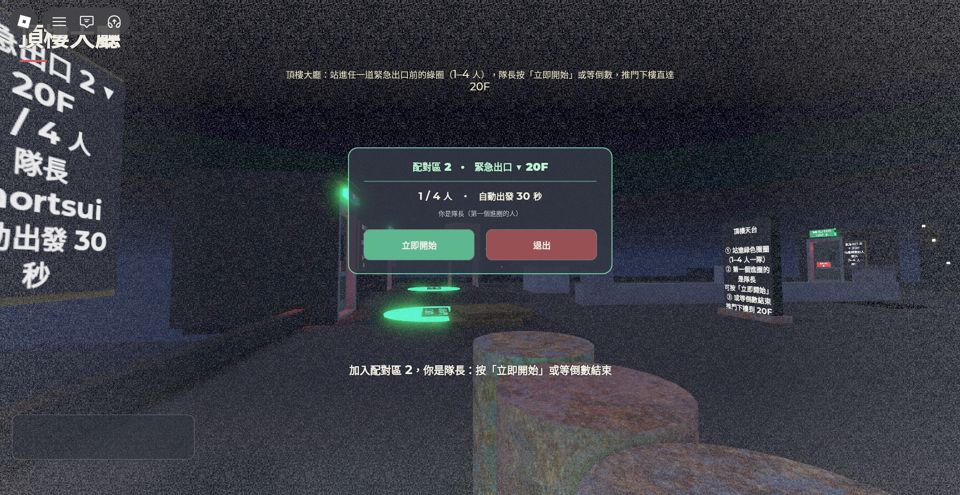 頂樓大廳
頂樓大廳：站進任一道緊急出口前的綠圈（1–4 人），隊長按「立即開始」或等倒數，推門下樓直達
20F
急出口 2 ▼
20F
/ 4 人
隊長
hortsui
動出發 30
秒
配對區 2 • 緊急出口 ▼ 20F
1 / 4 人 • 自動出發 30 秒
你是隊長（第一個進圈的人）
立即開始
退出
頂樓天台
① 站進綠色圈圈
（1–4 人一隊）
② 第一個進圈的
是隊長
可按「立即開始」
③ 或等倒數結束
推門下樓到 20F
加入配對區 2，你是隊長：按「立即開始」或等倒數結束